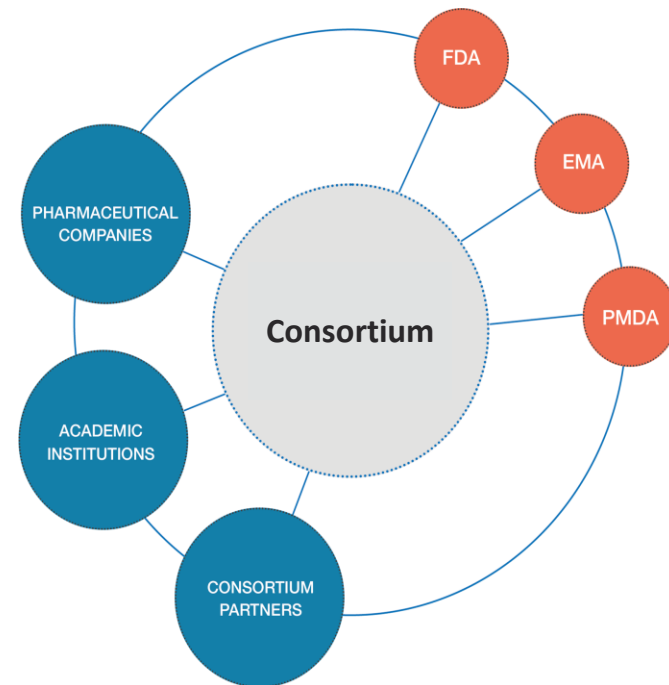 FDA
EMA
PHARMACEUTICAL
COMPANIES
PMDA
Consortium
ACADEMIC
INSTITUTIONS
CONSORTIUM
PARTNERS